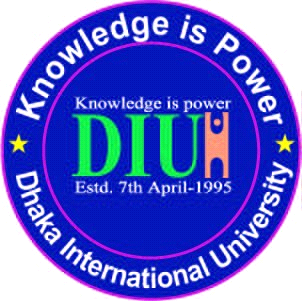 Knowledge is Power
Knowledge is power
DIU
Estd. 7th April-1995
Dhaka International University